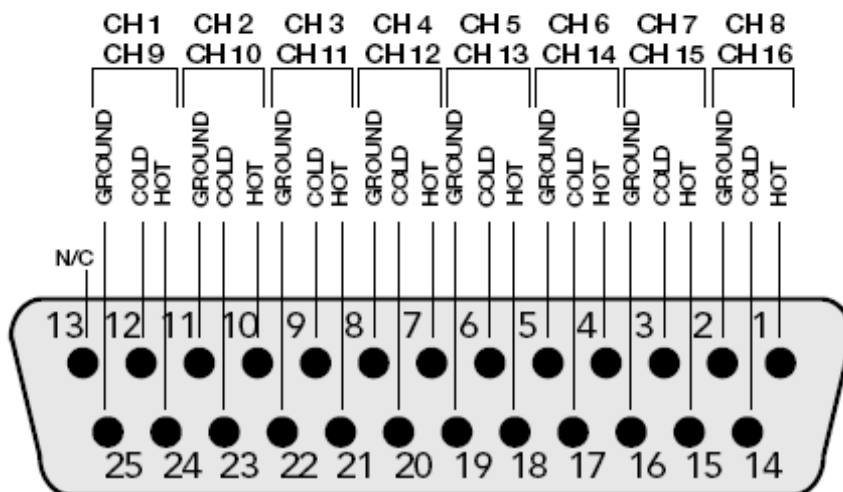 CH 1 CH 2 CH 3 CH 4 CH 5 CH 6 CH 7 CH 8
CH 9 CH 10 CH 11 CH 12 CH 13 CH 14 CH 15 CH 16
GROUND COLD HOT GROUND COLD HOT GROUND COLD HOT GROUND COLD HOT GROUND COLD HOT GROUND COLD HOT GROUND COLD HOT GROUND COLD HOT
N/C
13 12 11 10 9 8 7 6 5 4 3 2 1
25 24 23 22 21 20 19 18 17 16 15 14